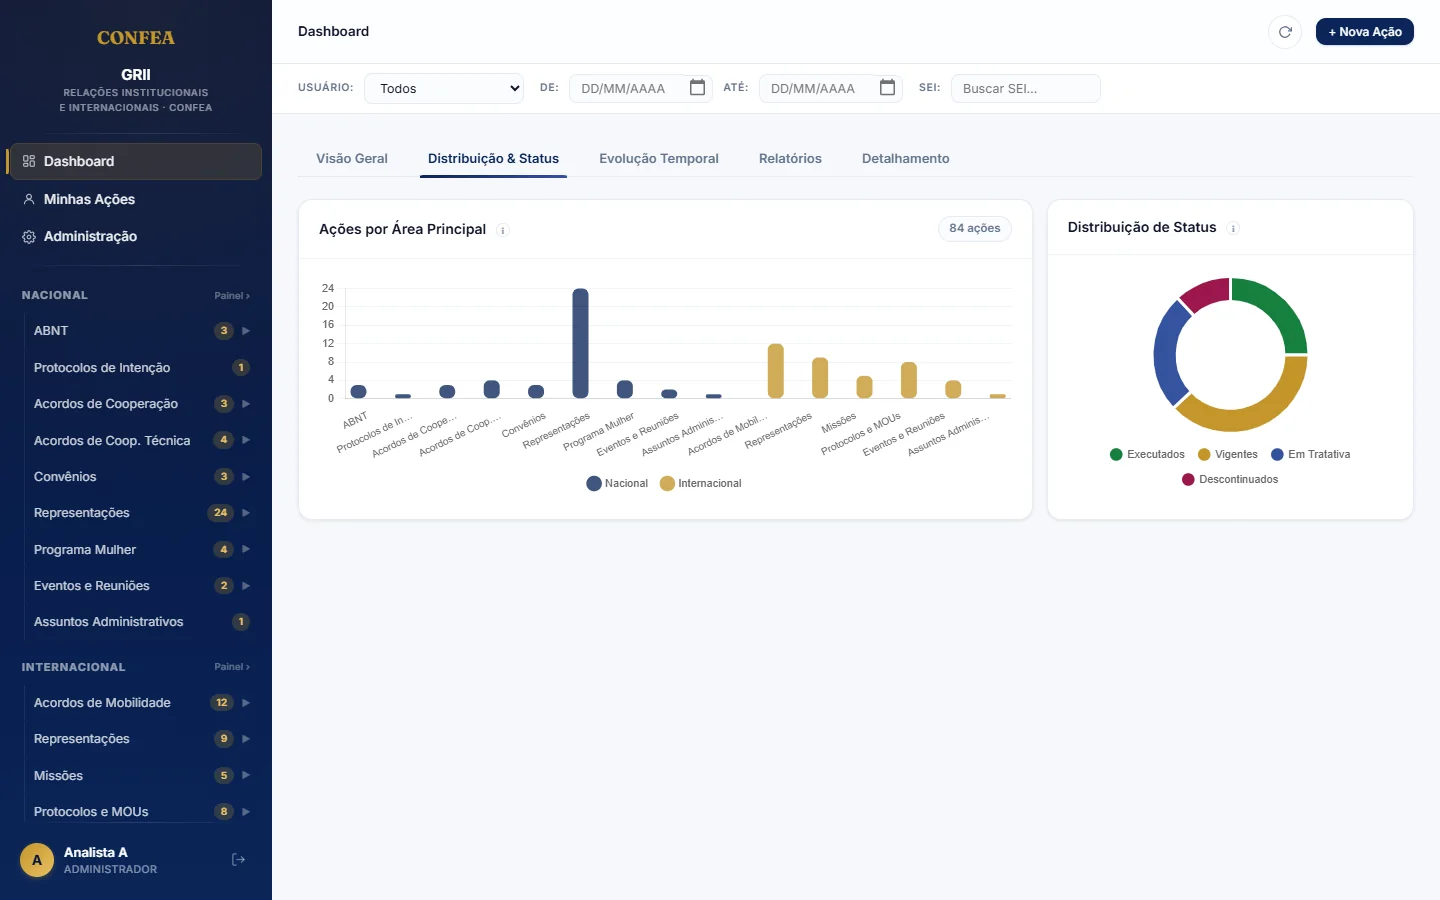 CONFEA
GRII
RELAÇÕES INSTITUCIONAIS
E INTERNACIONAIS · CONFEA
Dashboard
Minhas Ações
Administração
NACIONAL Painel ›
ABNT 3
Protocolos de Intenção 1
Acordos de Cooperação 3
Acordos de Coop. Técnica 4
Convênios 3
Representações 24
Programa Mulher 4
Eventos e Reuniões 2
Assuntos Administrativos 1
INTERNACIONAL Painel ›
Acordos de Mobilidade 12
Representações 9
Missões 5
Protocolos e MOUs 8
A
Analista A
ADMINISTRADOR
Dashboard
+ Nova Ação
USUÁRIO: Todos DE: DD/MM/AAAA ATÉ: DD/MM/AAAA SEI: Buscar SEI...
Visão Geral Distribuição & Status Evolução Temporal Relatórios Detalhamento
Ações por Área Principal i 84 ações
24
20
16
12
8
4
0
ABNT
Protocolos de In...
Acordos de Coope...
Acordos de Coop....
Convênios
Representações
Programa Mulher
Eventos e Reuniões
Assuntos Adminis...
Acordos de Mobil...
Representações
Missões
Protocolos e MOUs
Eventos e Reuniões
Assuntos Adminis...
Nacional Internacional
Distribuição de Status i
Executados Vigentes Em Tratativa
Descontinuados